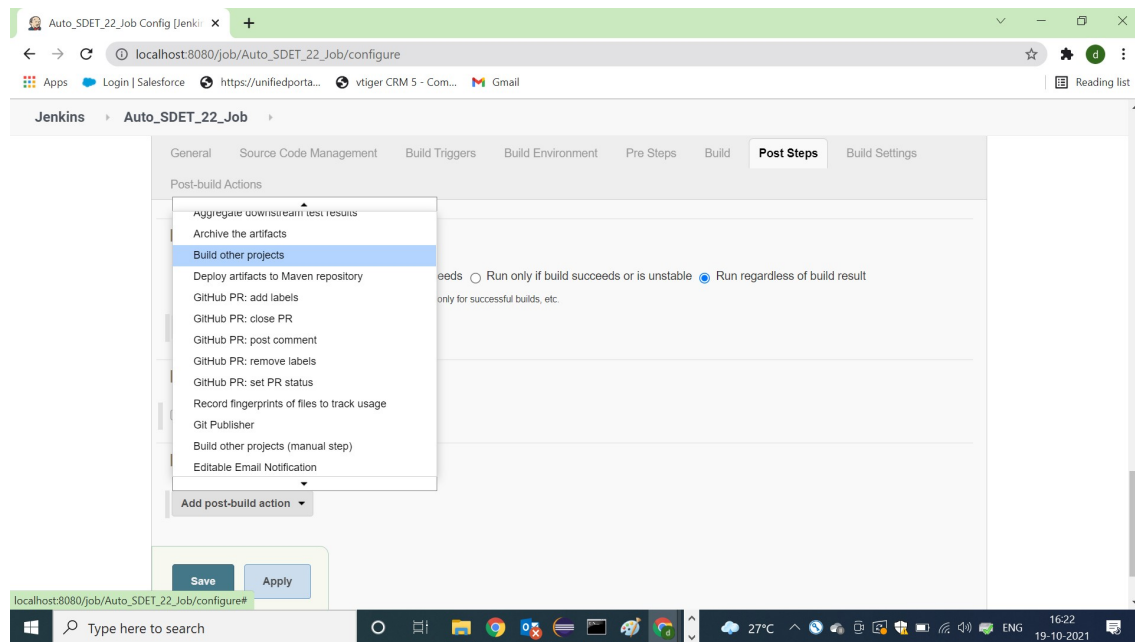 Auto_SDET_22_Job Config [Jenki
localhost:8080/job/Auto_SDET_22_Job/configure
d
Apps Login | Salesforce https://unifiedporta... vtiger CRM 5 - Com... Gmail Reading list
Jenkins Auto_SDET_22_Job
General Source Code Management Build Triggers Build Environment Pre Steps Build Post Steps Build Settings
Post-build Actions
Aggregate downstream test results
Archive the artifacts
Build other projects
Deploy artifacts to Maven repository eeds Run only if build succeeds or is unstable Run regardless of build result
GitHub PR: add labels only for successful builds, etc.
GitHub PR: close PR
GitHub PR: post comment
GitHub PR: remove labels
GitHub PR: set PR status
Record fingerprints of files to track usage
Git Publisher
Build other projects (manual step)
Editable Email Notification
Add post-build action
Save Apply
localhost:8080/job/Auto_SDET_22_Job/configure#
Type here to search 27°C ENG 16:22
19-10-2021